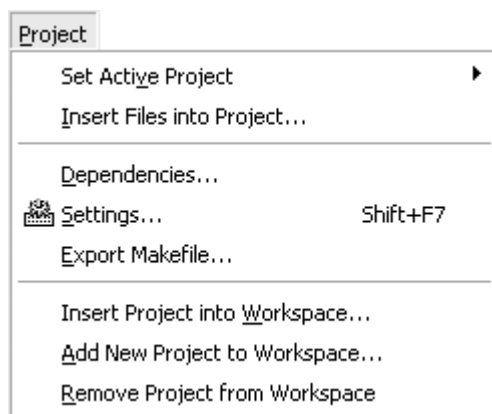 Project
Set Active Project
Insert Files into Project...
Dependencies...
Settings... Shift+F7
Export Makefile...
Insert Project into Workspace...
Add New Project to Workspace...
Remove Project from Workspace